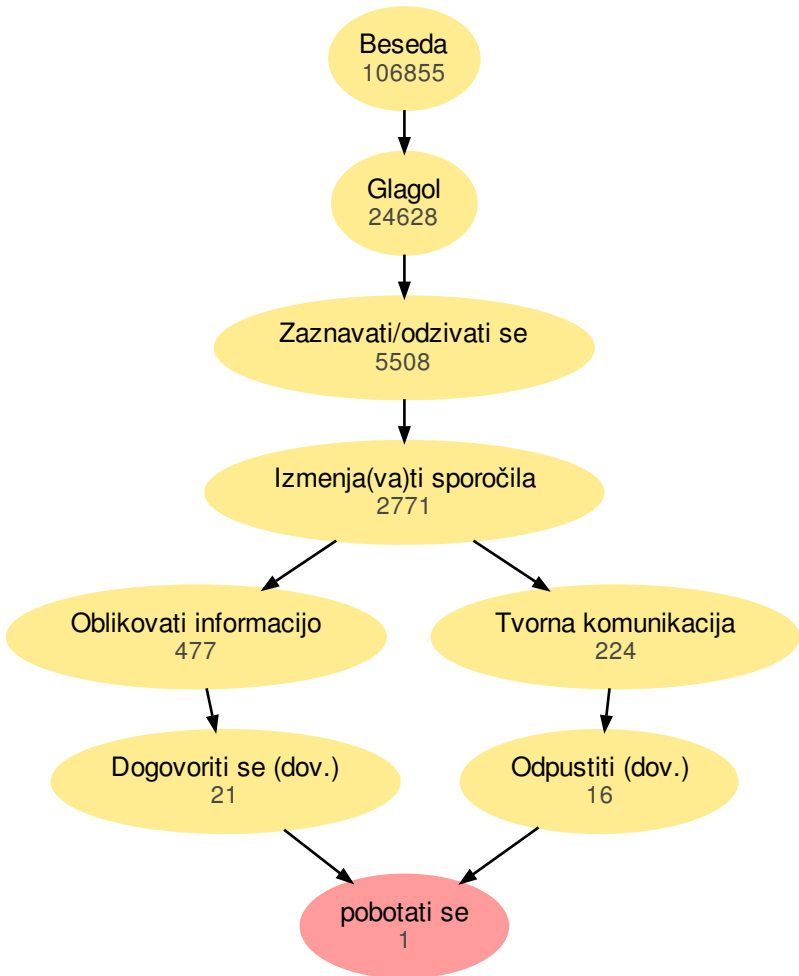 Beseda
106855
Glagol
24628
Zaznavati/odzivati se
5508
Izmenja(va)ti sporočila
2771
Oblikovati informacijo
477
Tvorna komunikacija
224
Dogovoriti se (dov.)
21
Odpustiti (dov.)
16
pobotati se
1